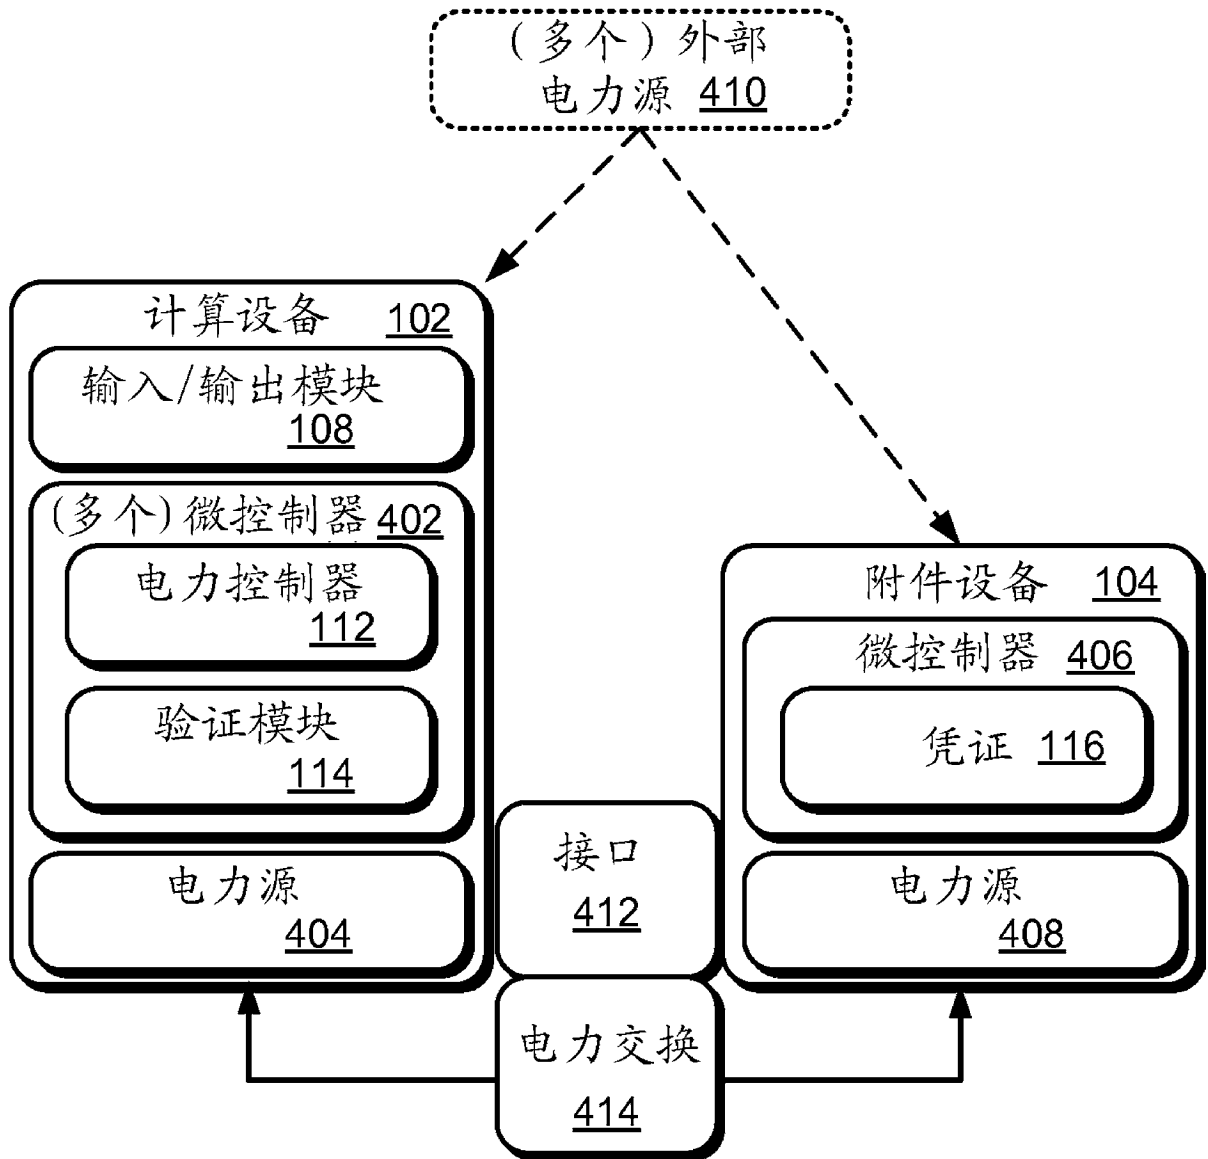 （多个）外部
电力源 410
计算设备 102
输入/输出模块
108
(多个)微控制器 402
电力控制器
112
验证模块
114
电力源
404
附件设备 104
微控制器 406
凭证 116
电力源
408
接口
412
电力交换
414